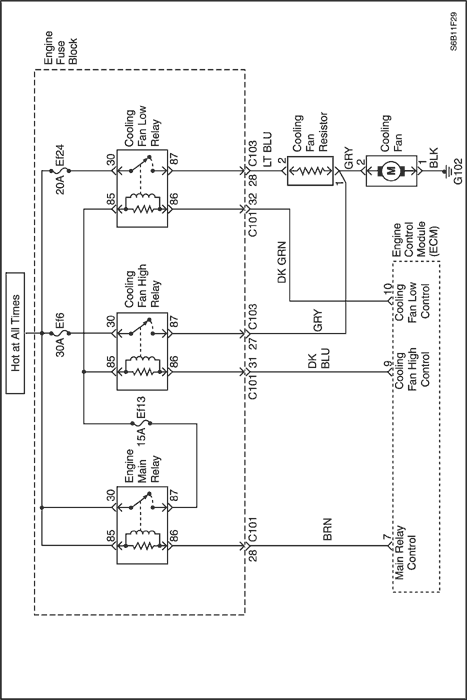 S6B11F29
Engine
Fuse
Block
Hot at All Times
20A Ef24
30
Cooling
Fan Low
Relay
87
85
86
C103
28
LT BLU
2
Cooling
Fan
Resistor
1
GRY
2
Cooling
Fan
M
1
BLK
G102
32
C101
DK GRN
30A Ef6
30
Cooling
Fan High
Relay
87
85
86
C103
27
GRY
31
C101
DK
BLU
15A Ef13
30
Engine
Main
Relay
87
85
86
C101
28
BRN
Engine
Control
Module
(ECM)
10
Cooling
Fan Low
Control
9
Cooling
Fan High
Control
7
Main Relay
Control